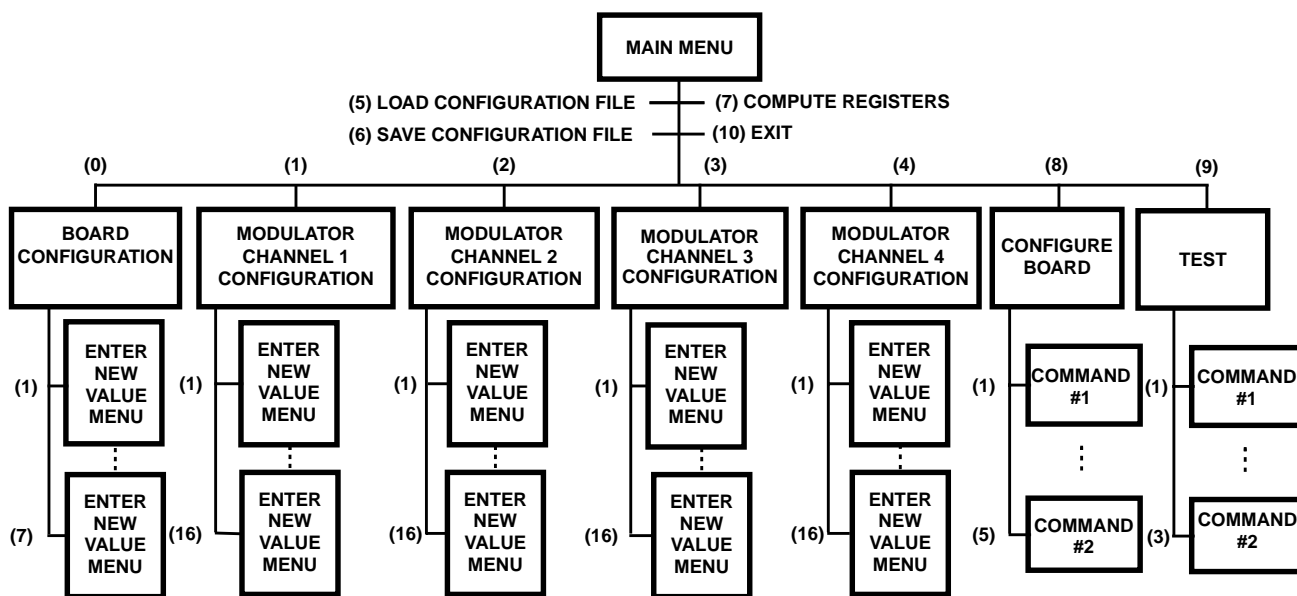 MAIN MENU
(5) LOAD CONFIGURATION FILE
(7) COMPUTE REGISTERS
(6) SAVE CONFIGURATION FILE
(10) EXIT
(0)
(1)
(2)
(3)
(4)
(8)
(9)
BOARD
CONFIGURATION
MODULATOR
CHANNEL 1
CONFIGURATION
MODULATOR
CHANNEL 2
CONFIGURATION
MODULATOR
CHANNEL 3
CONFIGURATION
MODULATOR
CHANNEL 4
CONFIGURATION
CONFIGURE
BOARD
TEST
(1)
ENTER
NEW
VALUE
MENU
(1)
ENTER
NEW
VALUE
MENU
(1)
ENTER
NEW
VALUE
MENU
(1)
ENTER
NEW
VALUE
MENU
(1)
ENTER
NEW
VALUE
MENU
(1)
COMMAND
#1
(1)
COMMAND
#1
(7)
ENTER
NEW
VALUE
MENU
(16)
ENTER
NEW
VALUE
MENU
(16)
ENTER
NEW
VALUE
MENU
(16)
ENTER
NEW
VALUE
MENU
(16)
ENTER
NEW
VALUE
MENU
(5)
COMMAND
#2
(3)
COMMAND
#2